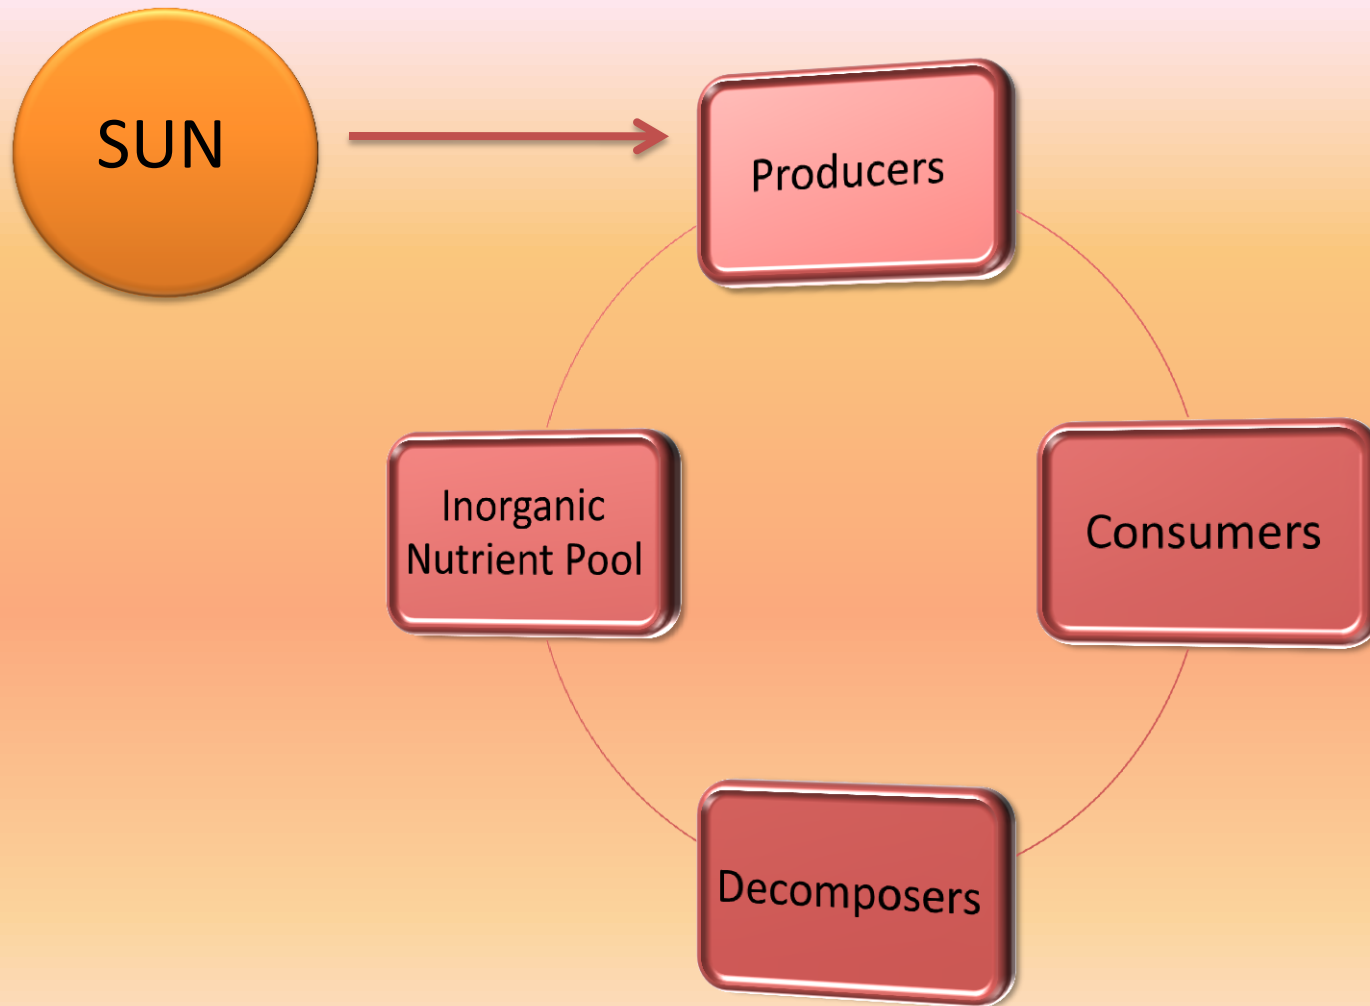 SUN
Producers
Inorganic
Nutrient Pool
Consumers
Decomposers